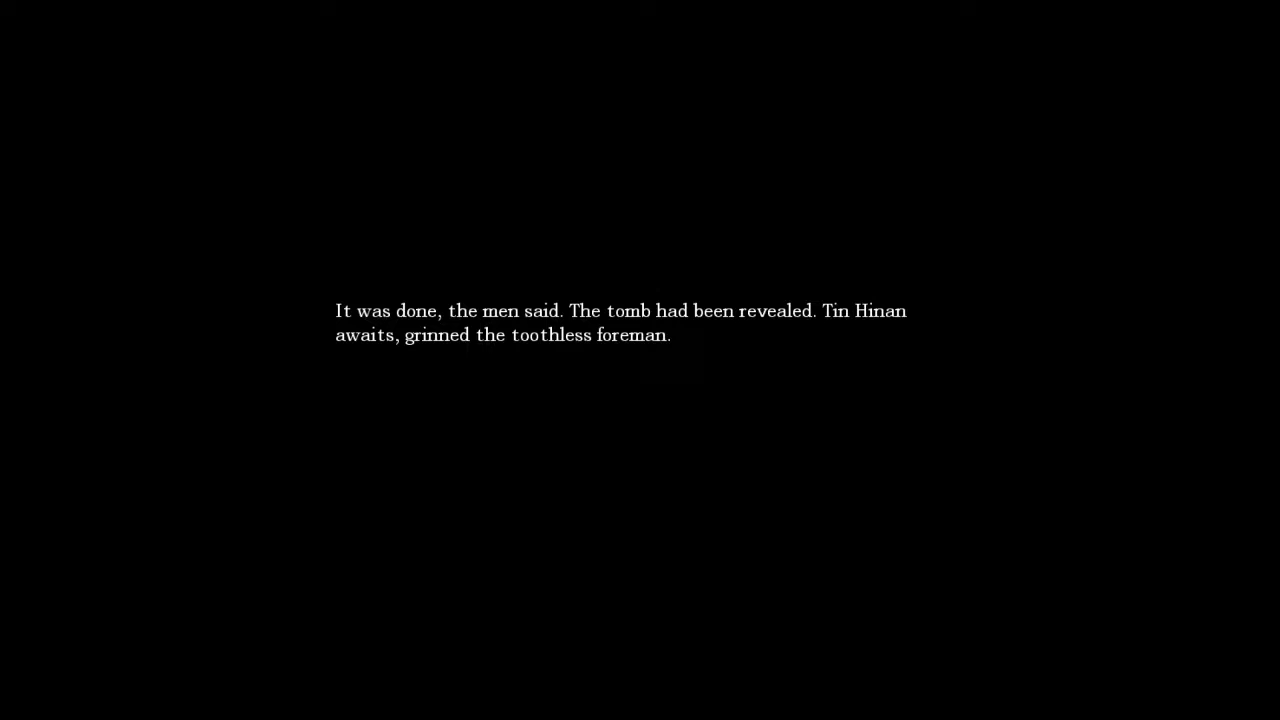 It was done, the men said. The tomb had been revealed. Tin Hinan
awaits, grinned the toothless foreman.